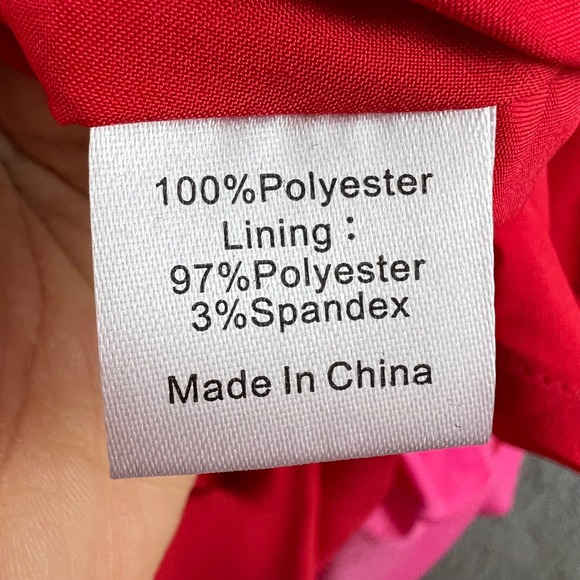 100%Polyester
Lining：
97%Polyester
3%Spandex
Made In China